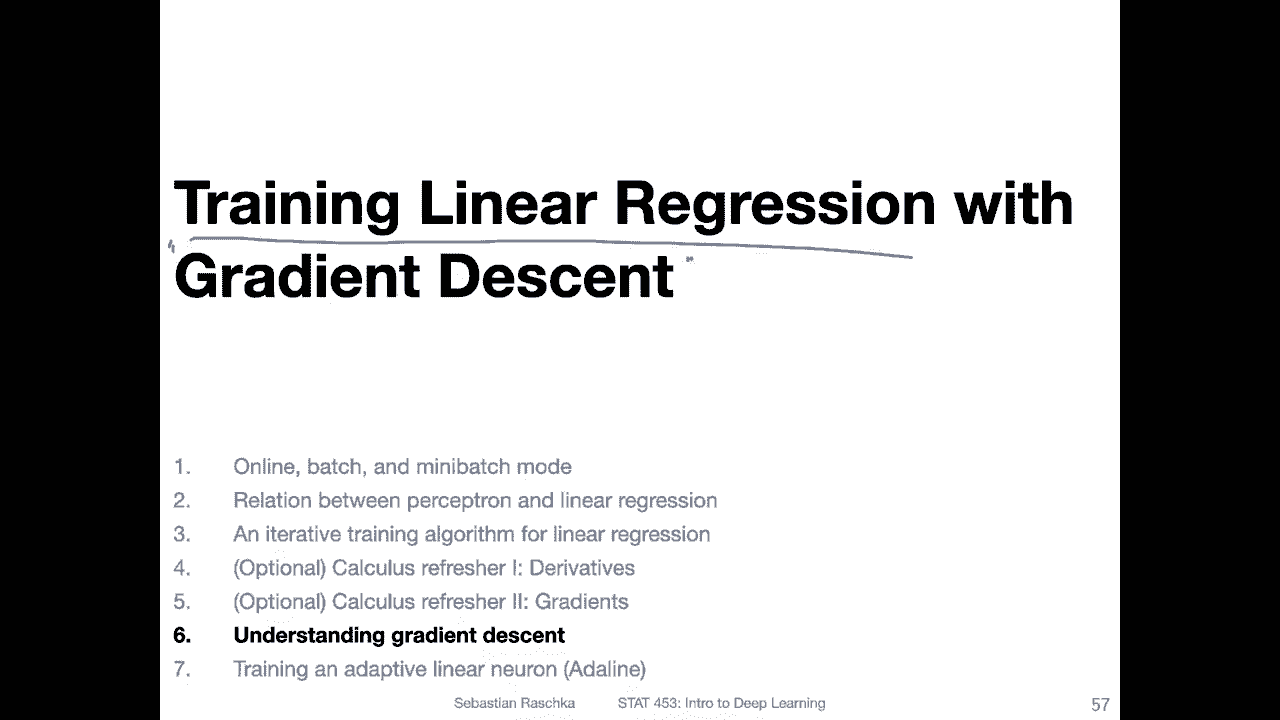 Training Linear Regression with
Gradient Descent
1. Online, batch, and minibatch mode
2. Relation between perceptron and linear regression
3. An iterative training algorithm for linear regression
4. (Optional) Calculus refresher I: Derivatives
5. (Optional) Calculus refresher II: Gradients
6. Understanding gradient descent
7. Training an adaptive linear neuron (Adaline)
Sebastian Raschka STAT 453: Intro to Deep Learning 57